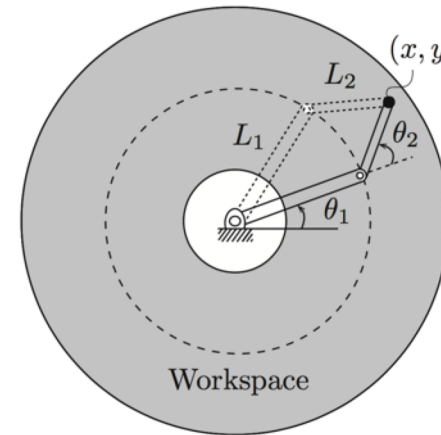 (x, y
L₂
L₁
θ₂
θ₁
Workspace